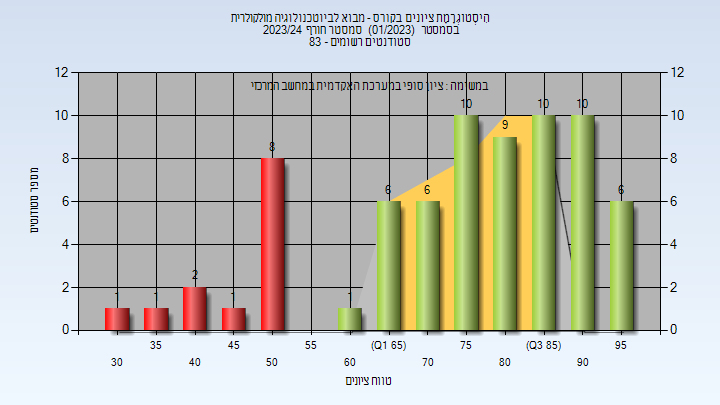 הִיסְטוֹגְרָמַת ציונים בקורס - מבוא לביוטכנולוגיה מולקולרית
בסמסטר (01/2023) סמסטר חורף 2023/24
סטודנטים רשומים - 83
במשימה : ציון סופי במערכת האקדמית במחשב המרכזי
מספר סטודנטים
12 12
10 10
8 8
6 6
4 4
2 2
0 0
1 1 2 1 8 1 6 6 10 9 10 10 6
35 45 55 (Q1 65) 75 (Q3 85) 95
30 40 50 60 70 80 90
טווח ציונים